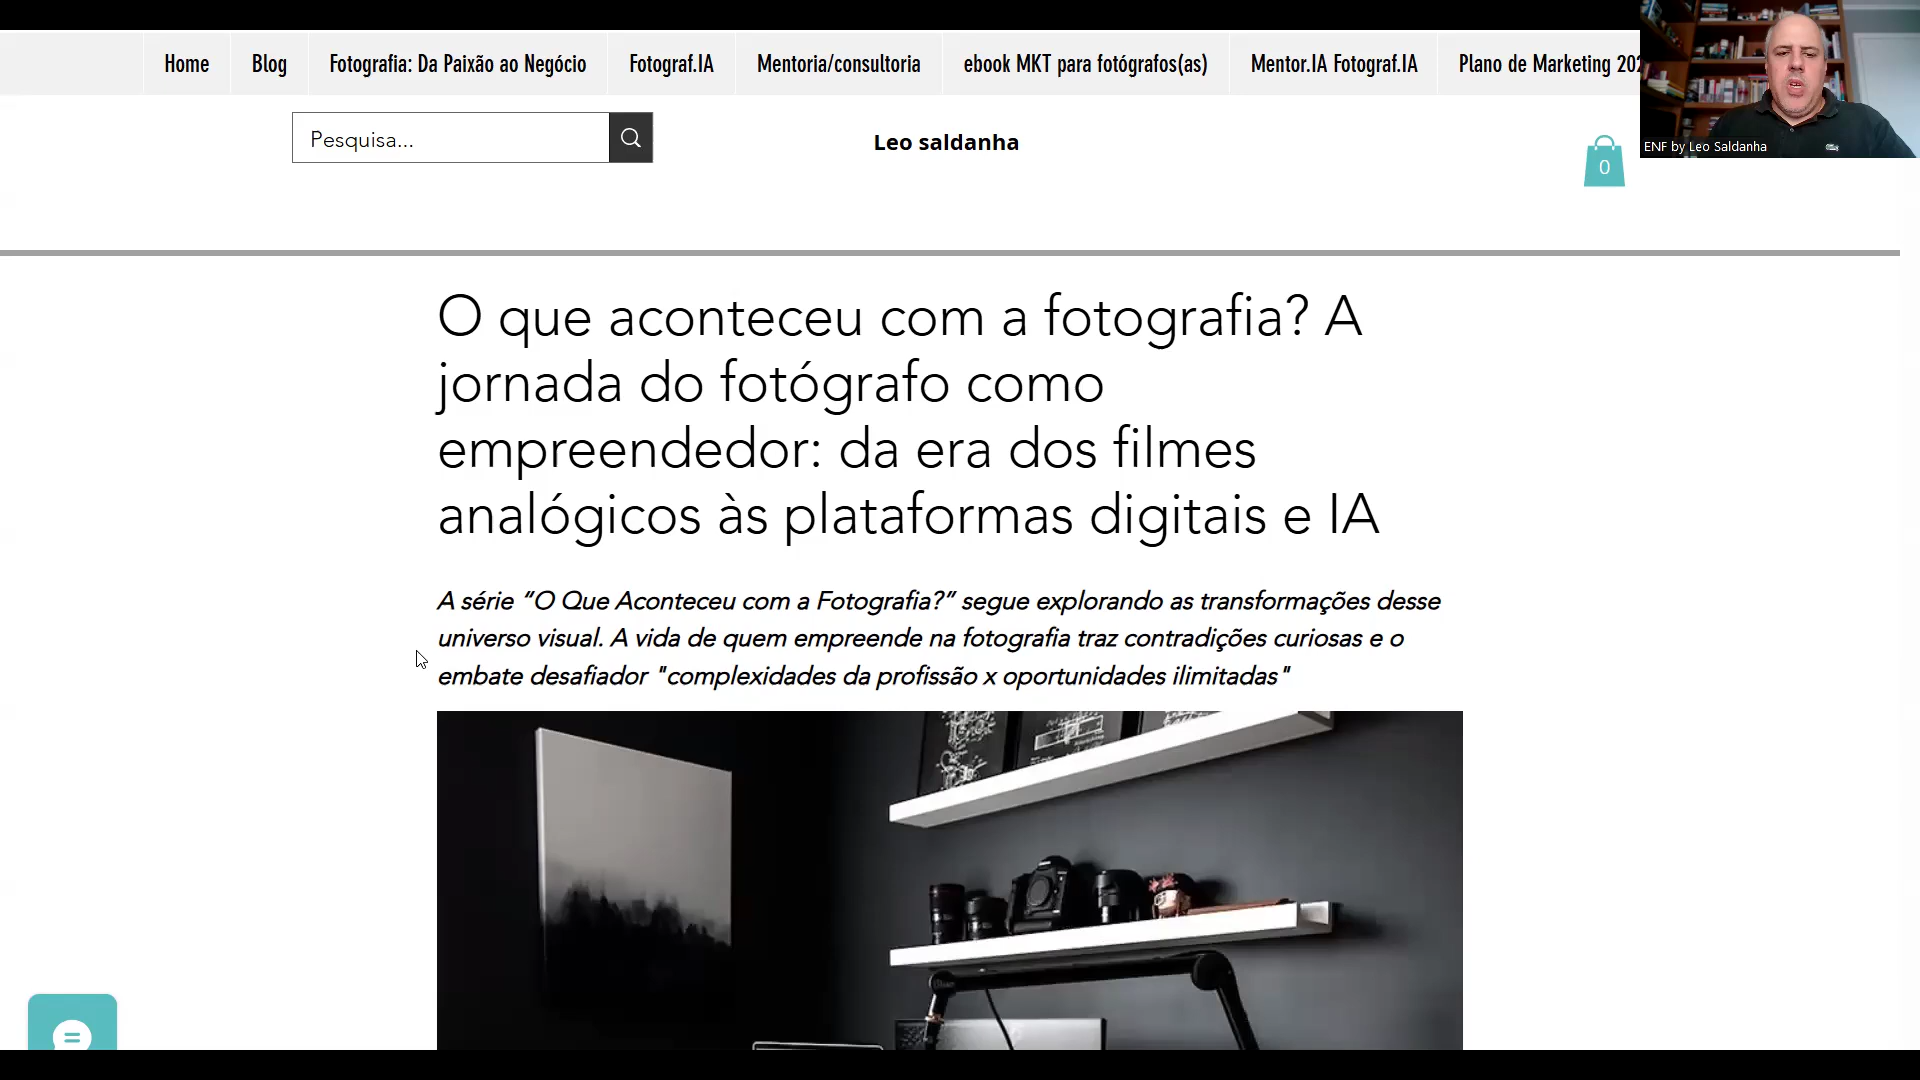 Home
Blog
Fotografia: Da Paixão ao Negócio
Fotograf.IA
Mentoria/consultoria
ebook MKT para fotógrafos(as)
Mentor.IA Fotograf.IA
Plano de Marketing
ENF by Leo Saldanha
Pesquisa...
Leo saldanha
0
O que aconteceu com a fotografia? A
jornada do fotógrafo como
empreendedor: da era dos filmes
analógicos às plataformas digitais e IA
A série “O Que Aconteceu com a Fotografia?” segue explorando as transformações desse
universo visual. A vida de quem empreende na fotografia traz contradições curiosas e o
embate desafiador "complexidades da profissão x oportunidades ilimitadas"